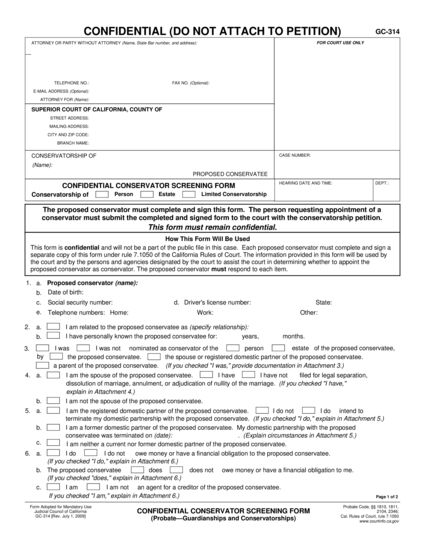 CONFIDENTIAL (DO NOT ATTACH TO PETITION)
GC-314
ATTORNEY OR PARTY WITHOUT ATTORNEY (Name, State Bar number, and address):
FOR COURT USE ONLY
TELEPHONE NO.: FAX NO. (Optional):
E-MAIL ADDRESS (Optional):
ATTORNEY FOR (Name):
SUPERIOR COURT OF CALIFORNIA, COUNTY OF
STREET ADDRESS:
MAILING ADDRESS:
CITY AND ZIP CODE:
BRANCH NAME:
CONSERVATORSHIP OF
(Name):
PROPOSED CONSERVATEE
CASE NUMBER:
CONFIDENTIAL CONSERVATOR SCREENING FORM
Conservatorship of Person Estate Limited Conservatorship
HEARING DATE AND TIME: DEPT.:
The proposed conservator must complete and sign this form. The person requesting appointment of a
conservator must submit the completed and signed form to the court with the conservatorship petition.
This form must remain confidential.
How This Form Will Be Used
This form is confidential and will not be a part of the public file in this case. Each proposed conservator must complete and sign a
separate copy of this form under rule 7.1050 of the California Rules of Court. The information provided in this form will be used by
the court and by the persons and agencies designated by the court to assist the court in determining whether to appoint the
proposed conservator as conservator. The proposed conservator must respond to each item.
1. a. Proposed conservator (name):
b. Date of birth:
c. Social security number: d. Driver's license number: State:
e. Telephone numbers: Home: Work: Other:
2. a. I am related to the proposed conservatee as (specify relationship):
b. I have personally known the proposed conservatee for: years, months.
3. I was I was not nominated as conservator of the person estate of the proposed conservatee,
by the proposed conservatee. the spouse or registered domestic partner of the proposed conservatee.
a parent of the proposed conservatee. (If you checked "I was," provide documentation in Attachment 3.)
4. a. I am the spouse of the proposed conservatee. I have I have not filed for legal separation,
dissolution of marriage, annulment, or adjudication of nullity of the marriage. (If you checked "I have,"
explain in Attachment 4.)
b. I am not the spouse of the proposed conservatee.
5. a. I am the registered domestic partner of the proposed conservatee. I do not I do intend to
terminate my domestic partnership with the proposed conservatee. (If you checked "I do," explain in Attachment 5.)
b. I am a former domestic partner of the proposed conservatee. My domestic partnership with the proposed
conservatee was terminated on (date): . (Explain circumstances in Attachment 5.)
c. I am neither a current nor former domestic partner of the proposed conservatee.
6. a. I do I do not owe money or have a financial obligation to the proposed conservatee.
(If you checked "I do," explain in Attachment 6.)
b. The proposed conservatee does does not owe money or have a financial obligation to me.
(If you checked "does," explain in Attachment 6.)
c. I am I am not an agent for a creditor of the proposed conservatee.
If you checked "I am," explain in Attachment 6.)
Page 1 of 2
Form Adopted for Mandatory Use
Judicial Council of California
GC-314 [Rev. July 1, 2009]
CONFIDENTIAL CONSERVATOR SCREENING FORM
(Probate—Guardianships and Conservatorships)
Probate Code, §§ 1810, 1811,
2104, 2346;
Cal. Rules of Court, rule 7.1050
www.courtinfo.ca.gov